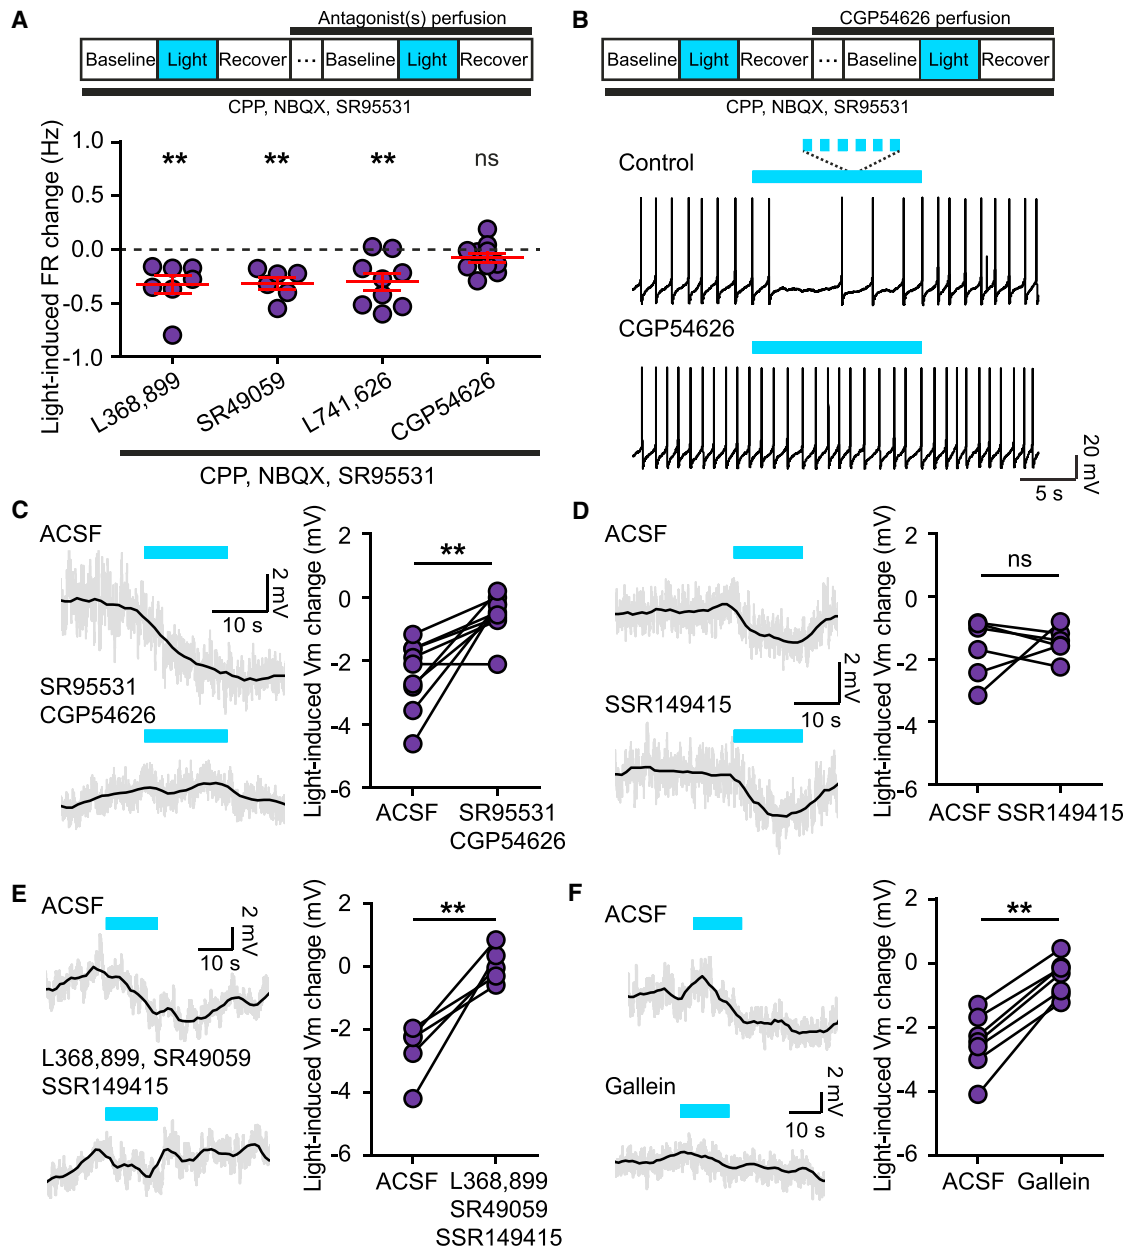 A
Antagonist(s) perfusion
Baseline Light Recover ... Baseline Light Recover
CPP, NBQX, SR95531
Light-induced FR change (Hz)
1.0
0.5
0.0
-0.5
-1.0
** ** ** ns
L368,899 SR49059 L741,626 CGP54626
CPP, NBQX, SR95531
B
CGP54626 perfusion
Baseline Light Recover ... Baseline Light Recover
CPP, NBQX, SR95531
Control
CGP54626
20 mV
5 s
C
ACSF
2 mV
10 s
SR95531
CGP54626
Light-induced Vm change (mV)
2
0
-2
-4
-6
**
ACSF SR95531
CGP54626
D
ACSF
2 mV
10 s
SSR149415
Light-induced Vm change (mV)
2
0
-2
-4
-6
ns
ACSF SSR149415
E
ACSF
2 mV
10 s
L368,899, SR49059
SSR149415
Light-induced Vm change (mV)
2
0
-2
-4
-6
**
ACSF L368,899
SR49059
SSR149415
F
ACSF
Gallein
2 mV
10 s
Light-induced Vm change (mV)
2
0
-2
-4
-6
**
ACSF Gallein